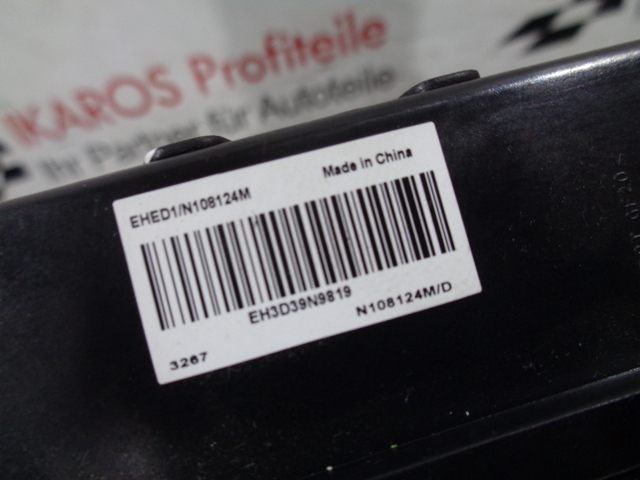 IKAROS Profiteile
Ihr Partner für Autoteile
EHED1/N108124M
Made in China
EH3D39N9819
N108124M/D
3267